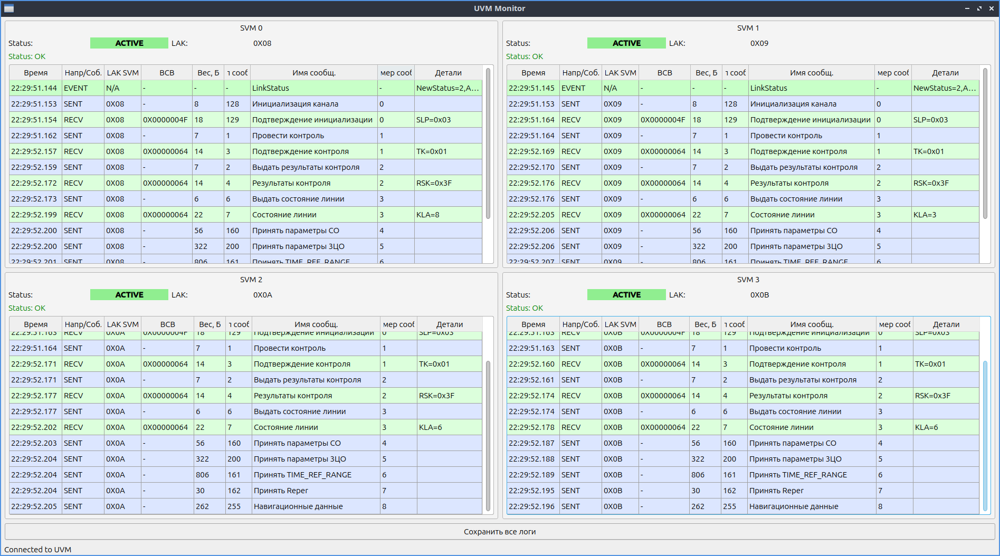 UVM Monitor
SVM 0
Status: ACTIVE LAK: 0X08
Status: OK
Время Напр/Соб. LAK SVM ВСВ Вес, Б сооб Имя сообщ. мер сооб Детали
22:29:51.144 EVENT N/A - - - LinkStatus - NewStatus=2,A...
22:29:51.153 SENT 0X08 - 8 128 Инициализация канала 0
22:29:51.154 RECV 0X08 0X0000004F 18 129 Подтверждение инициализации 0 SLP=0x03
22:29:51.162 SENT 0X08 - 7 1 Провести контроль 1
22:29:52.157 RECV 0X08 0X00000064 14 3 Подтверждение контроля 1 TK=0x01
22:29:52.159 SENT 0X08 - 7 2 Выдать результаты контроля 2
22:29:52.172 RECV 0X08 0X00000064 14 4 Результаты контроля 2 RSK=0x3F
22:29:52.173 SENT 0X08 - 6 6 Выдать состояние линии 3
22:29:52.199 RECV 0X08 0X00000064 22 7 Состояние линии 3 KLA=8
22:29:52.200 SENT 0X08 - 56 160 Принять параметры СО 4
22:29:52.200 SENT 0X08 - 322 200 Принять параметры ЗЦО 5
22:29:52.201 SENT 0X08 - 806 161 Принять TIME_REF_RANGE 6
SVM 1
Status: ACTIVE LAK: 0X09
Status: OK
Время Напр/Соб. LAK SVM ВСВ Вес, Б сооб Имя сообщ. мер сооб Детали
22:29:51.145 EVENT N/A - - - LinkStatus - NewStatus=2,A...
22:29:51.153 SENT 0X09 - 8 128 Инициализация канала 0
22:29:51.164 RECV 0X09 0X0000004F 18 129 Подтверждение инициализации 0 SLP=0x03
22:29:51.164 SENT 0X09 - 7 1 Провести контроль 1
22:29:52.169 RECV 0X09 0X00000064 14 3 Подтверждение контроля 1 TK=0x01
22:29:52.170 SENT 0X09 - 7 2 Выдать результаты контроля 2
22:29:52.176 RECV 0X09 0X00000064 14 4 Результаты контроля 2 RSK=0x3F
22:29:52.176 SENT 0X09 - 6 6 Выдать состояние линии 3
22:29:52.205 RECV 0X09 0X00000064 22 7 Состояние линии 3 KLA=3
22:29:52.206 SENT 0X09 - 56 160 Принять параметры СО 4
22:29:52.206 SENT 0X09 - 322 200 Принять параметры ЗЦО 5
22:29:52.207 SENT 0X09 - 806 161 Принять TIME_REF_RANGE 6
SVM 2
Status: ACTIVE LAK: 0X0A
Status: OK
Время Напр/Соб. LAK SVM ВСВ Вес, Б сооб Имя сообщ. мер сооб Детали
22:29:51.163 RECV 0X0A 0X0000004F 18 129 Подтверждение инициализации 0 SLP=0x03
22:29:51.164 SENT 0X0A - 7 1 Провести контроль 1
22:29:52.171 RECV 0X0A 0X00000064 14 3 Подтверждение контроля 1 TK=0x01
22:29:52.171 SENT 0X0A - 7 2 Выдать результаты контроля 2
22:29:52.177 RECV 0X0A 0X00000064 14 4 Результаты контроля 2 RSK=0x3F
22:29:52.177 SENT 0X0A - 6 6 Выдать состояние линии 3
22:29:52.202 RECV 0X0A 0X00000064 22 7 Состояние линии 3 KLA=6
22:29:52.203 SENT 0X0A - 56 160 Принять параметры СО 4
22:29:52.204 SENT 0X0A - 322 200 Принять параметры ЗЦО 5
22:29:52.204 SENT 0X0A - 806 161 Принять TIME_REF_RANGE 6
22:29:52.204 SENT 0X0A - 30 162 Принять Reper 7
22:29:52.205 SENT 0X0A - 262 255 Навигационные данные 8
SVM 3
Status: ACTIVE LAK: 0X0B
Status: OK
Время Напр/Соб. LAK SVM ВСВ Вес, Б сооб Имя сообщ. мер сооб Детали
22:29:51.163 RECV 0X0B 0X0000004F 18 129 Подтверждение инициализации 0 SLP=0x03
22:29:51.163 SENT 0X0B - 7 1 Провести контроль 1
22:29:52.160 RECV 0X0B 0X00000064 14 3 Подтверждение контроля 1 TK=0x01
22:29:52.161 SENT 0X0B - 7 2 Выдать результаты контроля 2
22:29:52.174 RECV 0X0B 0X00000064 14 4 Результаты контроля 2 RSK=0x3F
22:29:52.174 SENT 0X0B - 6 6 Выдать состояние линии 3
22:29:52.178 RECV 0X0B 0X00000064 22 7 Состояние линии 3 KLA=6
22:29:52.187 SENT 0X0B - 56 160 Принять параметры СО 4
22:29:52.188 SENT 0X0B - 322 200 Принять параметры ЗЦО 5
22:29:52.189 SENT 0X0B - 806 161 Принять TIME_REF_RANGE 6
22:29:52.195 SENT 0X0B - 30 162 Принять Reper 7
22:29:52.196 SENT 0X0B - 262 255 Навигационные данные 8
Сохранить все логи
Connected to UVM